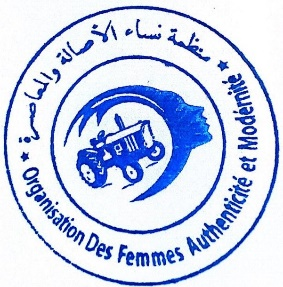 منظمة نساء الأصالة والمعاصرة
Organisation Des Femmes Authenticité et Modernité